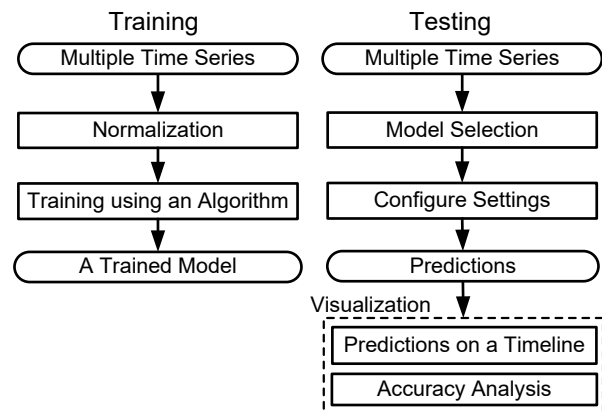 Training
Multiple Time Series
Normalization
Training using an Algorithm
A Trained Model
Testing
Multiple Time Series
Model Selection
Configure Settings
Predictions
Visualization
Predictions on a Timeline
Accuracy Analysis